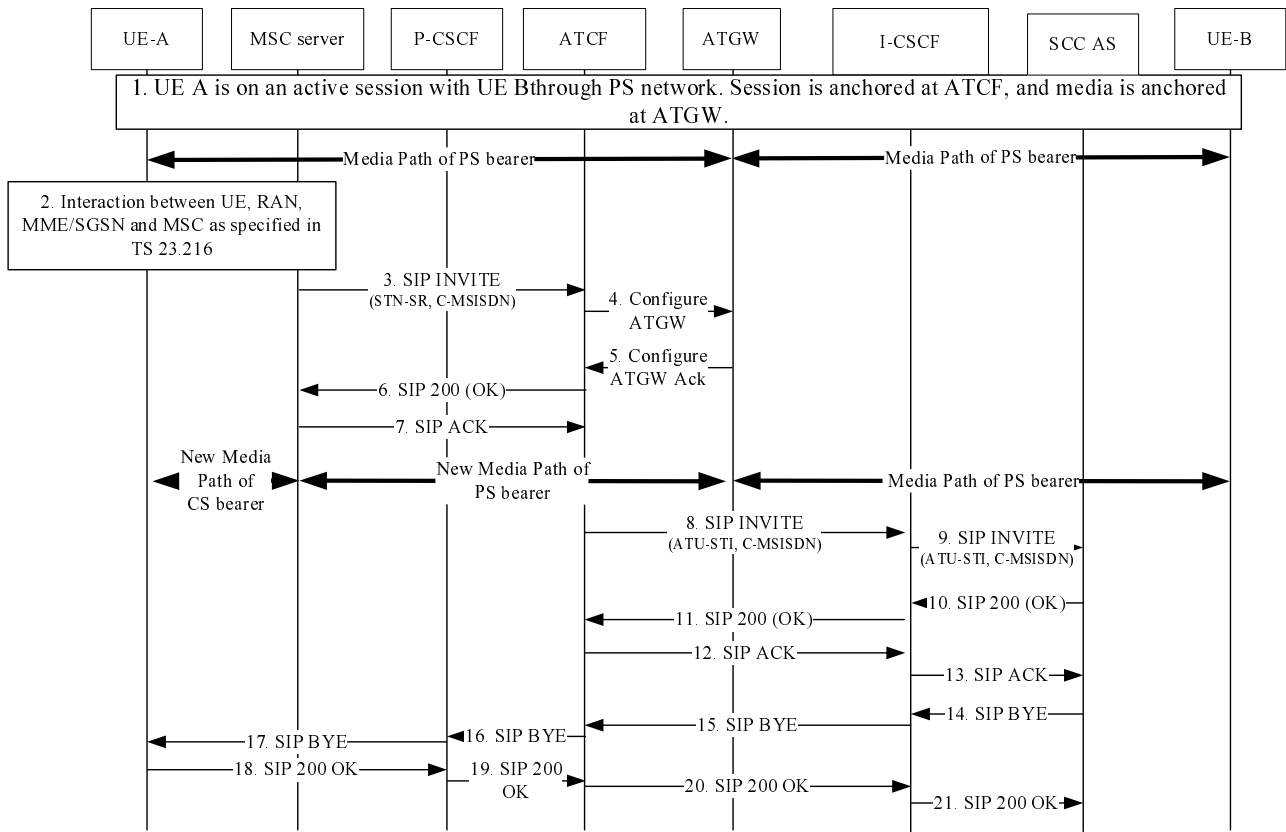 UE-A
MSC server
P-CSCF
ATCF
ATGW
I-CSCF
SCC AS
UE-B
1. UE A is on an active session with UE Bthrough PS network. Session is anchored at ATCF, and media is anchored
at ATGW.
Media Path of PS bearer
Media Path of PS bearer
2. Interaction between UE, RAN,
MME/SGSN and MSC as specified in
TS 23.216
3. SIP INVITE
(STN-SR, C-MSISDN)
4. Configure
ATGW
5. Configure
ATGW Ack
6. SIP 200 (OK)
7. SIP ACK
New Media
Path of
CS bearer
New Media Path of
PS bearer
Media Path of PS bearer
8. SIP INVITE
(ATU-STI, C-MSISDN)
9. SIP INVITE
(ATU-STI, C-MSISDN)
10. SIP 200 (OK)
11. SIP 200 (OK)
12. SIP ACK
13. SIP ACK
14. SIP BYE
15. SIP BYE
16. SIP BYE
17. SIP BYE
18. SIP 200 OK
19. SIP 200
OK
20. SIP 200 OK
21. SIP 200 OK